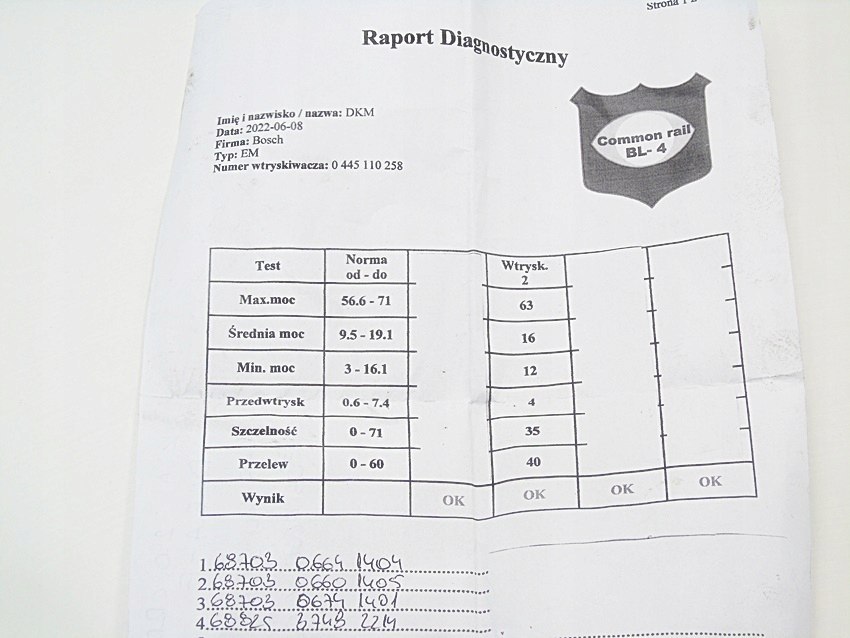 Strona 1 z
Raport Diagnostyczny
Imię i nazwisko / nazwa: DKM
Data: 2022-06-08
Firma: Bosch
Typ: EM
Numer wtryskiwacza: 0 445 110 258
Common rail
BL- 4
Test Norma od - do Wtrysk. 2
Max.moc 56.6 - 71 63
Średnia moc 9.5 - 19.1 16
Min. moc 3 - 16.1 12
Przedwtrysk 0.6 - 7.4 4
Szczelność 0 - 71 35
Przelew 0 - 60 40
Wynik OK OK OK OK
1.68703 0664 1404
2.68703 0660 1405
3.68703 0674 1401
4.68825 3743 2214